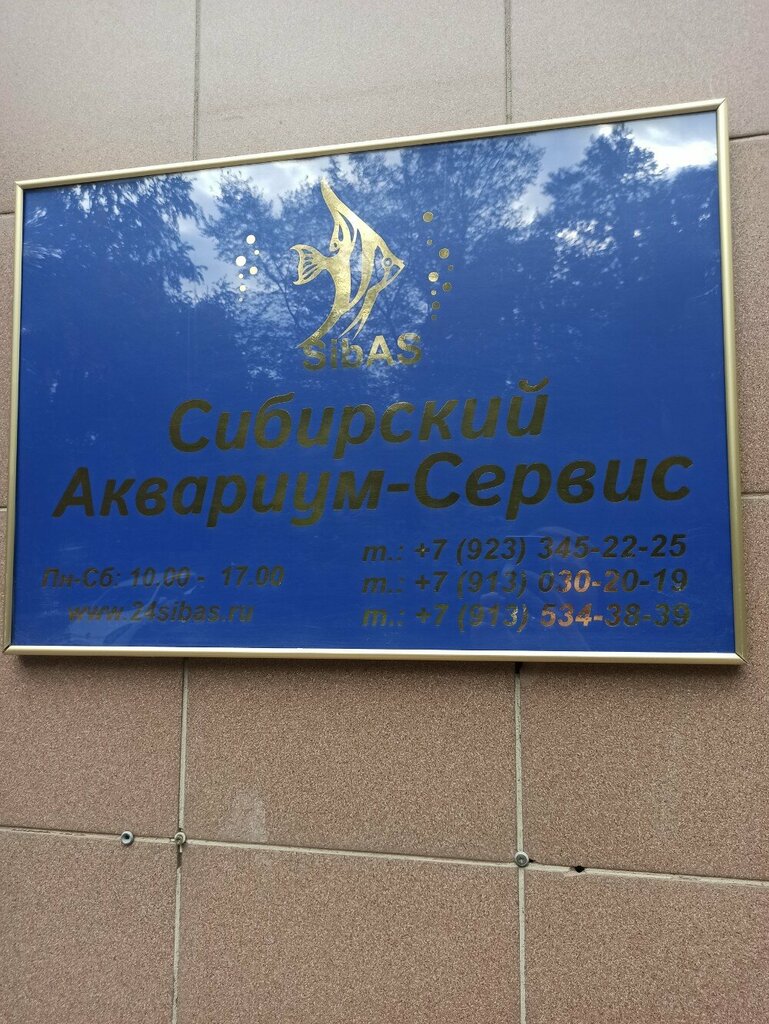 SibAS
Сибирский
Аквариум-Сервис
Пн-Сб: 10.00 - 17.00
www.24sibas.ru
т.: +7 (923) 345-22-25
т.: +7 (913) 030-20-19
т.: +7 (913) 534-38-39